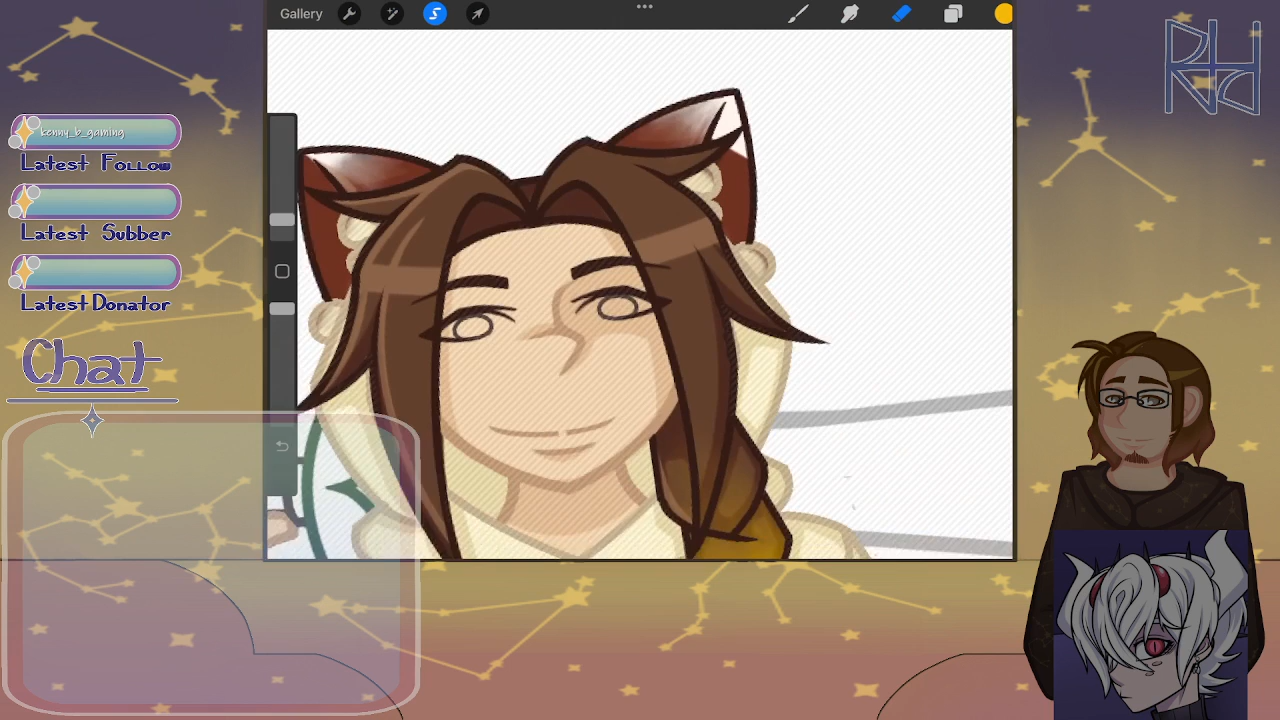 Gallery
kenny_b_gaming
Latest Follow
Latest Subber
Latest Donator
Chat